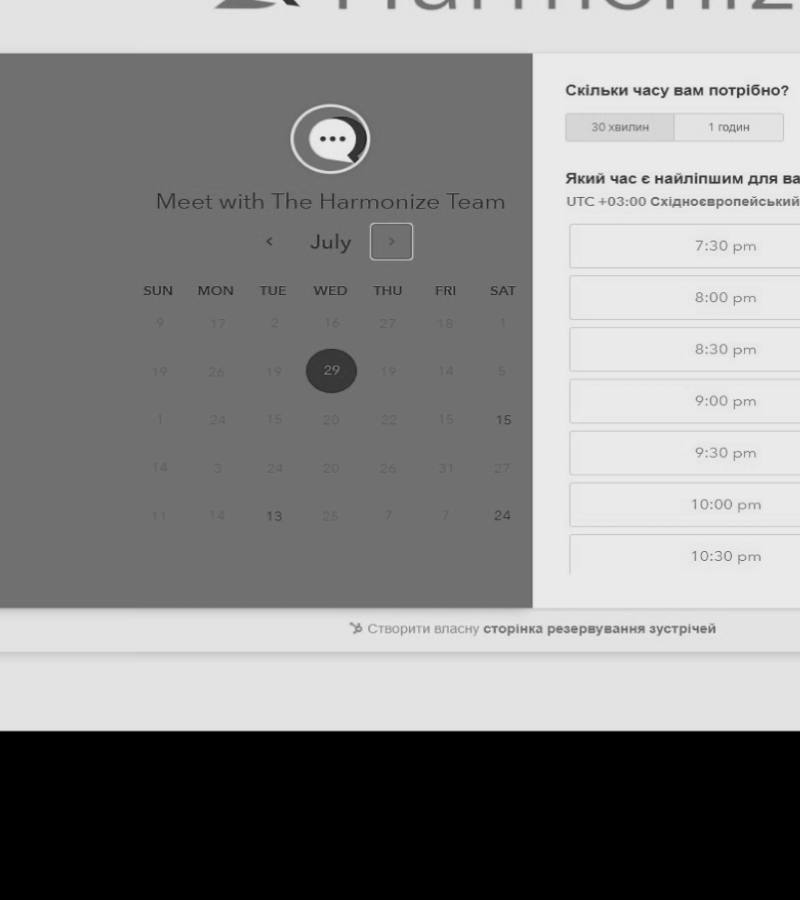 Meet with The Harmonize Team
July
SUN MON TUE WED THU FRI SAT
9 17 2 16 27 18 1
19 26 19 29 19 14 5
1 24 15 20 22 15 15
14 3 24 20 26 31 27
11 14 13 25 7 7 24
Скільки часу вам потрібно?
30 хвилин 1 годин
Який час є найліпшим для ва
UTC +03:00 Східноєвропейський
7:30 pm
8:00 pm
8:30 pm
9:00 pm
9:30 pm
10:00 pm
10:30 pm
Створити власну сторінка резервування зустрічей